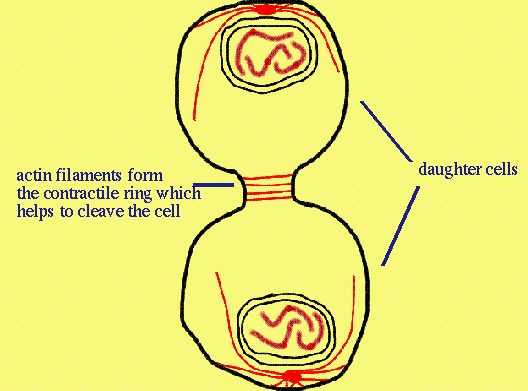 daughter cells
actin filaments form
the contractile ring which
helps to cleave the cell